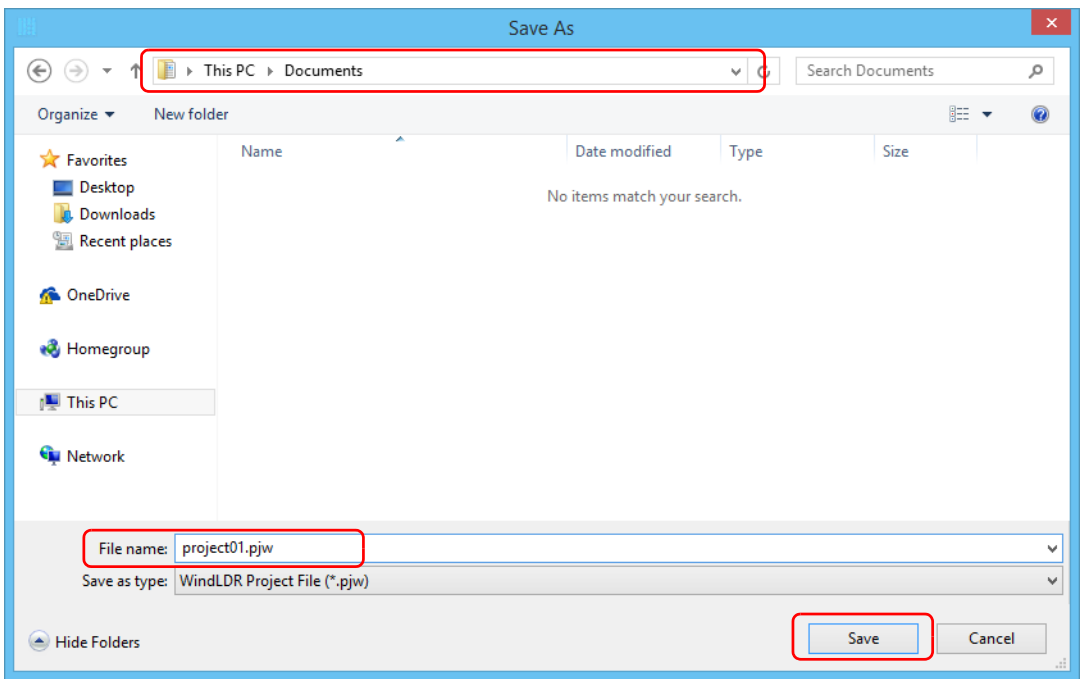 Save As
This PC Documents
Search Documents
Organize New folder
Name Date modified Type Size
No items match your search.
Favorites
Desktop
Downloads
Recent places
OneDrive
Homegroup
This PC
Network
File name: project01.pjw
Save as type: WindLDR Project File (*.pjw)
Hide Folders Save Cancel